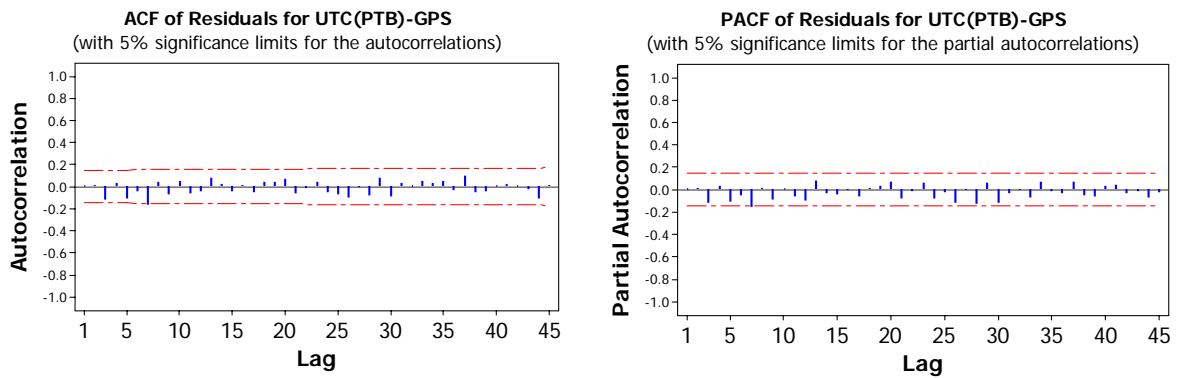 ACF of Residuals for UTC(PTB)-GPS
(with 5% significance limits for the autocorrelations)
Autocorrelation
1.0
0.8
0.6
0.4
0.2
0.0
-0.2
-0.4
-0.6
-0.8
-1.0
1 5 10 15 20 25 30 35 40 45
Lag
PACF of Residuals for UTC(PTB)-GPS
(with 5% significance limits for the partial autocorrelations)
Partial Autocorrelation
1.0
0.8
0.6
0.4
0.2
0.0
-0.2
-0.4
-0.6
-0.8
-1.0
1 5 10 15 20 25 30 35 40 45
Lag